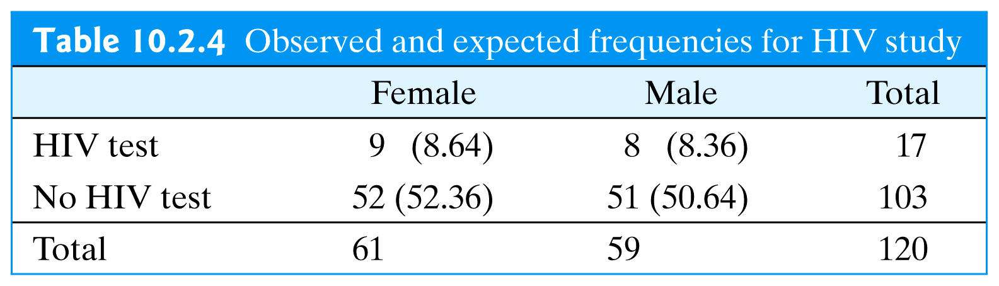 Table 10.2.4 Observed and expected frequencies for HIV study
Female Male Total
HIV test 9 (8.64) 8 (8.36) 17
No HIV test 52 (52.36) 51 (50.64) 103
Total 61 59 120